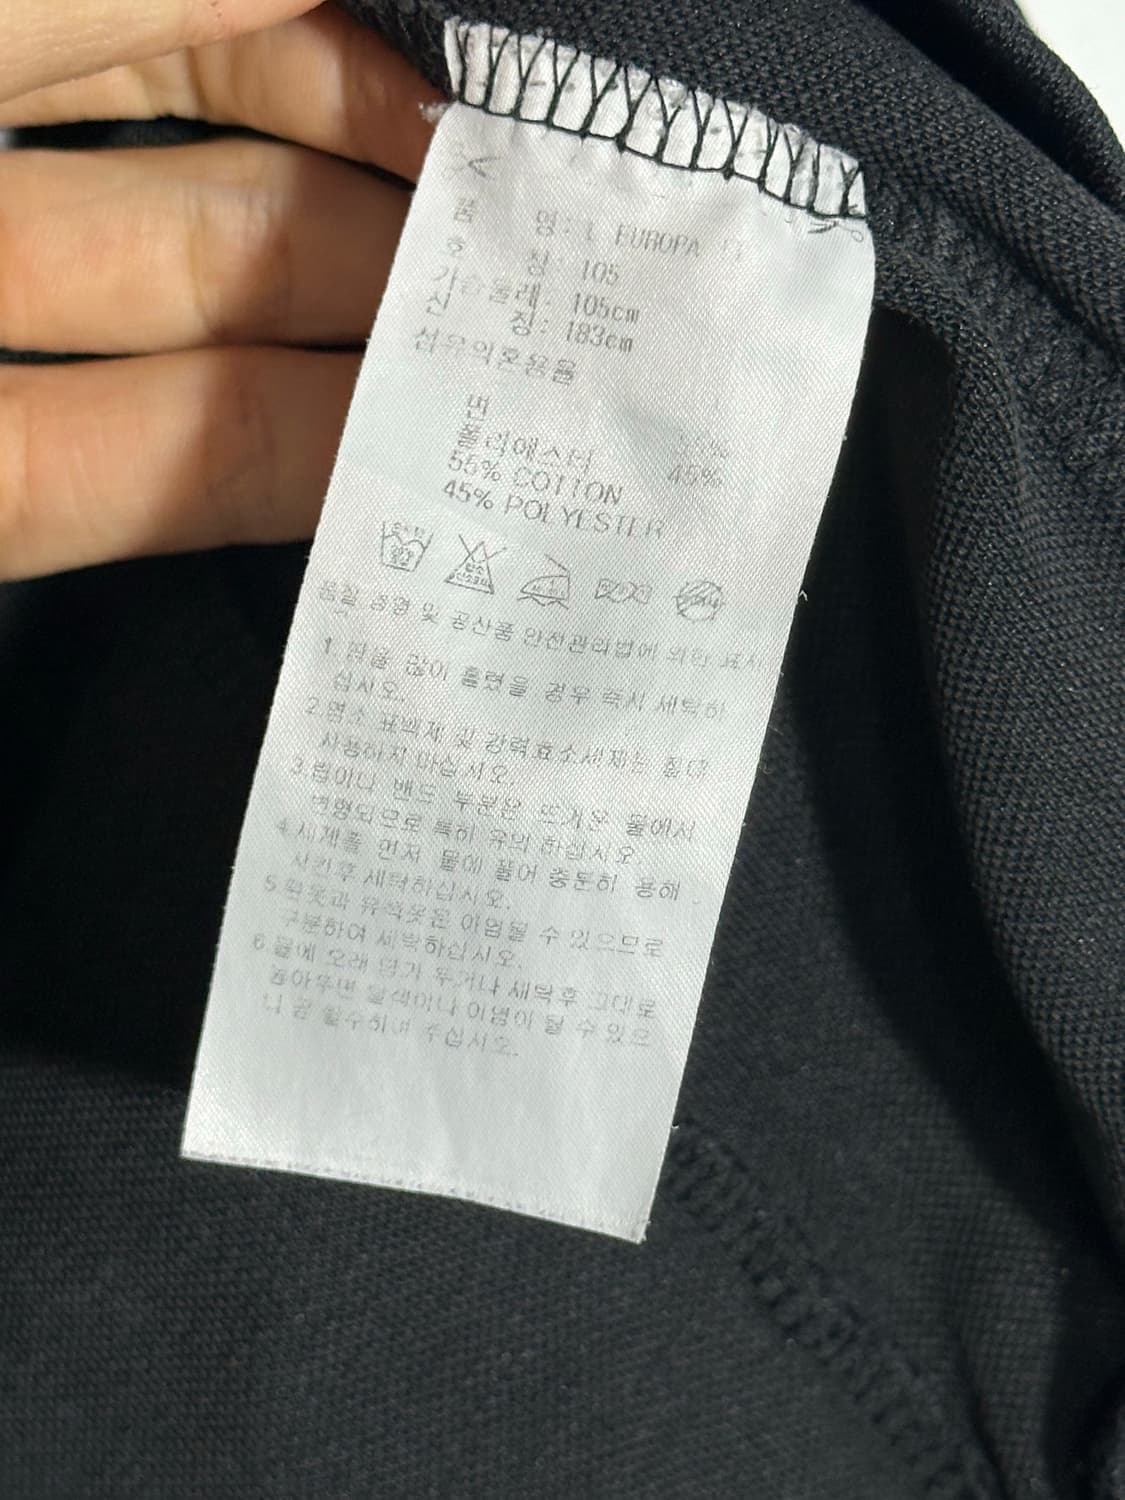 품 명: L EUROPA
호 칭: 105
가슴둘레: 105cm
신 장: 183cm
섬유의혼용율
면
폴리에스터 45%
55% COTTON
45% POLYESTER
품질 경영 및 공산품 안전관리법에 의한 표시
1.땀을 많이 흘렸을 경우 즉시 세탁하
십시오.
2.염소 표백제 및 강력효소세제는 절대
사용하지 마십시오.
3.립이나 밴드 부분은 뜨거운 물에서
변형되므로 특히 유의 하십시오.
4.세제를 먼저 물에 풀어 충분히 용해
시킨후 세탁하십시오.
5.흰옷과 유색옷은 이염될 수 있으므로
구분하여 세탁하십시오.
6.물에 오래 담가 두거나 세탁후 그대로
놓아두면 탈색이나 이염이 될 수 있으
니 꼭 탈수하여 주십시오.